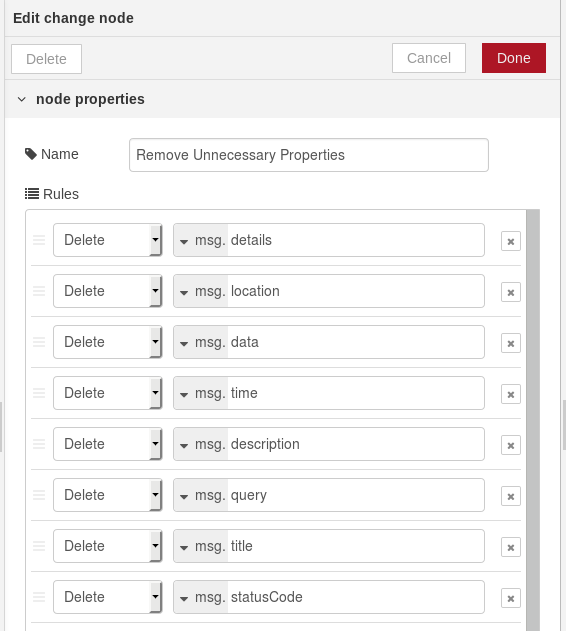 Edit change node
Delete Cancel Done
node properties
Name Remove Unnecessary Properties
Rules
Delete msg. details
Delete msg. location
Delete msg. data
Delete msg. time
Delete msg. description
Delete msg. query
Delete msg. title
Delete msg. statusCode